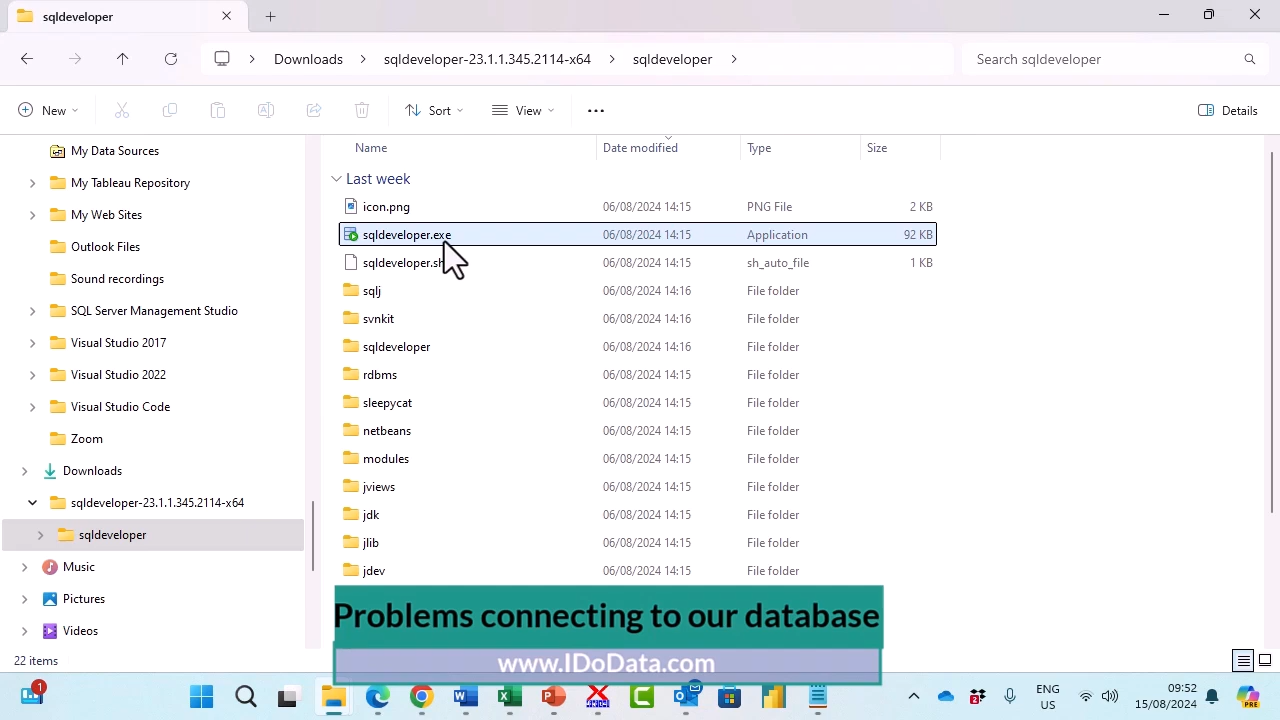 sqldeveloper
Downloads > sqldeveloper-23.1.1.345.2114-x64 > sqldeveloper >
Search sqldeveloper
New
Sort
View
Details
My Data Sources
My Tableau Repository
My Web Sites
Outlook Files
Sound recordings
SQL Server Management Studio
Visual Studio 2017
Visual Studio 2022
Visual Studio Code
Zoom
Downloads
sqldeveloper-23.1.1.345.2114-x64
sqldeveloper
Music
Pictures
Videos
Name Date modified Type Size
Last week
icon.png 06/08/2024 14:15 PNG File 2 KB
sqldeveloper.exe 06/08/2024 14:15 Application 92 KB
sqldeveloper.sh 06/08/2024 14:15 sh_auto_file 1 KB
sqlj 06/08/2024 14:16 File folder
svnkit 06/08/2024 14:16 File folder
sqldeveloper 06/08/2024 14:16 File folder
rdbms 06/08/2024 14:15 File folder
sleepycat 06/08/2024 14:15 File folder
netbeans 06/08/2024 14:15 File folder
modules 06/08/2024 14:15 File folder
jviews 06/08/2024 14:15 File folder
jdk 06/08/2024 14:15 File folder
jlib 06/08/2024 14:15 File folder
jdev 06/08/2024 14:15 File folder
Problems connecting to our database
www.IDoData.com
22 items
1
2
ENG
US
09:52
15/08/2024
PRE